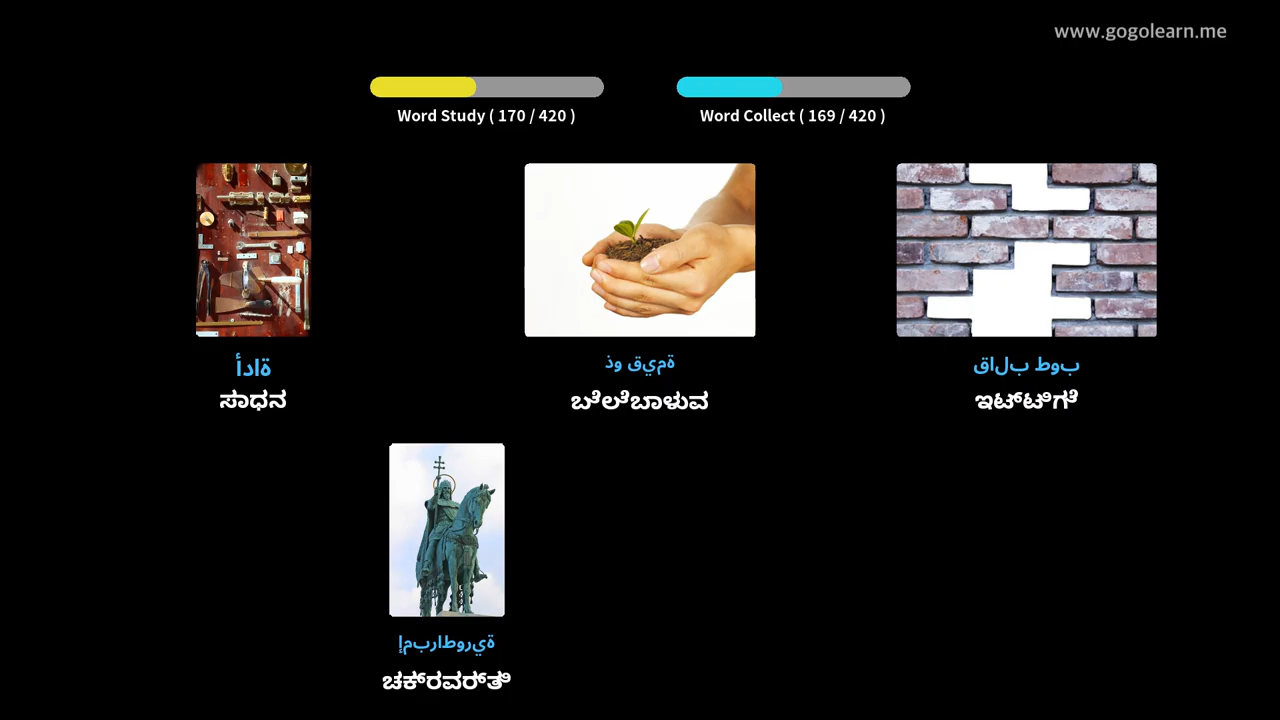 www.gogolearn.me
Word Study ( 170 / 420 )
Word Collect ( 169 / 420 )
أداة
ಸಾಧನ
ذو قيمة
ಬೆಲೆಬಾಳುವ
قالب طوب
ಇಟ್ಟಿಗೆ
إمبراطورية
ಚಕ್ರವರ್ತಿ